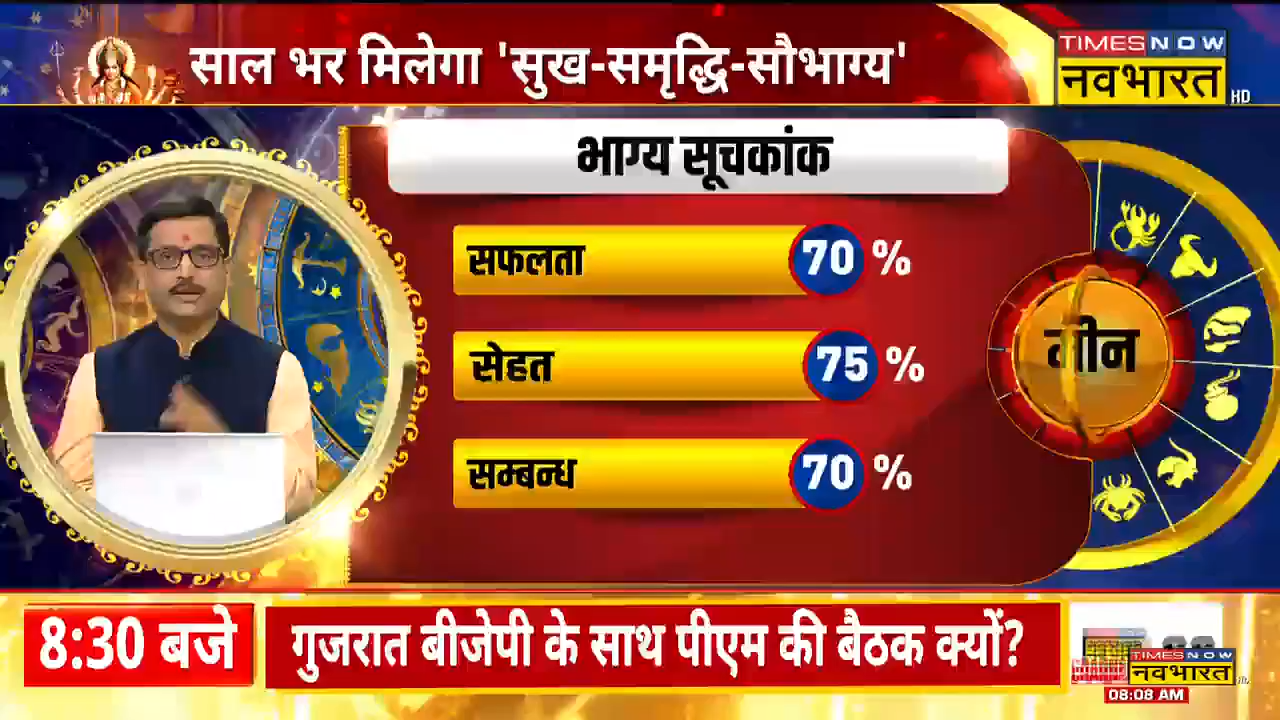 साल भर मिलेगा 'सुख-समृद्धि-सौभाग्य'
TIMES NOW
नवभारत
HD
भाग्य सूचकांक
सफलता 70 %
सेहत 75 %
सम्बन्ध 70 %
मीन
8:30 बजे
गुजरात बीजेपी के साथ पीएम की बैठक क्यों?
TIMES NOW
नवभारत
08:08 AM